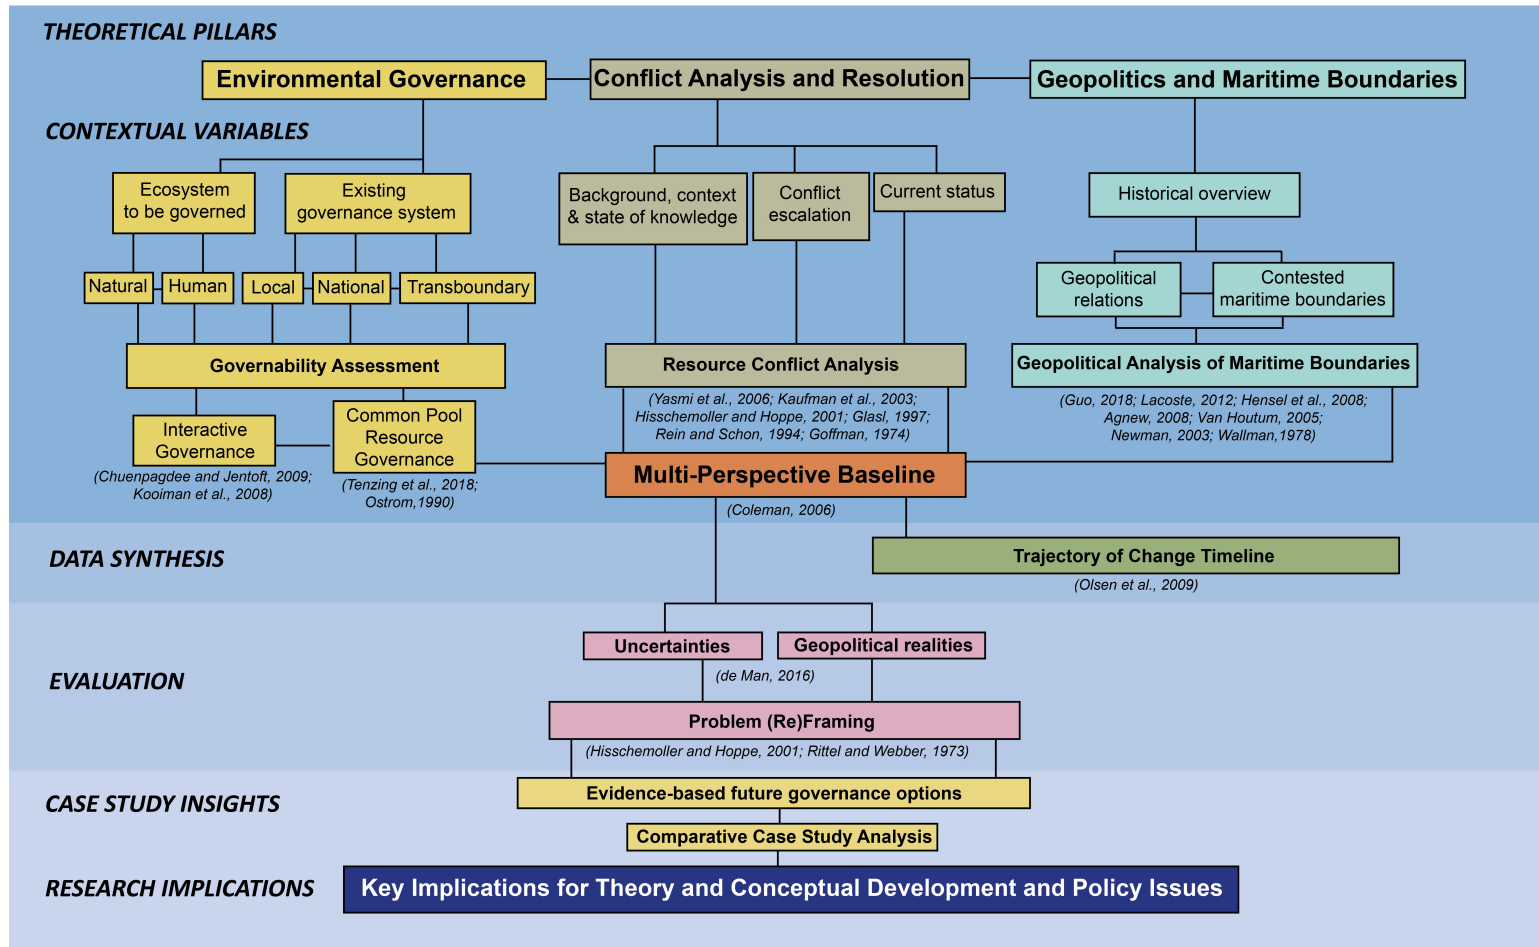 THEORETICAL PILLARS
Environmental Governance
Conflict Analysis and Resolution
Geopolitics and Maritime Boundaries
CONTEXTUAL VARIABLES
Ecosystem
to be governed
Existing
governance system
Background, context
& state of knowledge
Conflict
escalation
Current status
Historical overview
Natural
Human
Local
National
Transboundary
Geopolitical
relations
Contested
maritime boundaries
Governability Assessment
Resource Conflict Analysis
Geopolitical Analysis of Maritime Boundaries
(Yasmi et al., 2006; Kaufman et al., 2003;
Hisschemoller and Hoppe, 2001; Glasl, 1997;
Rein and Schon, 1994; Goffman, 1974)
(Guo, 2018; Lacoste, 2012; Hensel et al., 2008;
Agnew, 2008; Van Houtum, 2005;
Newman, 2003; Wallman,1978)
Interactive
Governance
(Chuenpagdee and Jentoft, 2009;
Kooiman et al., 2008)
Common Pool
Resource
Governance
(Tenzing et al., 2018;
Ostrom,1990)
Multi-Perspective Baseline
(Coleman, 2006)
DATA SYNTHESIS
Trajectory of Change Timeline
(Olsen et al., 2009)
EVALUATION
Uncertainties
Geopolitical realities
(de Man, 2016)
Problem (Re)Framing
(Hisschemoller and Hoppe, 2001; Rittel and Webber, 1973)
CASE STUDY INSIGHTS
Evidence-based future governance options
Comparative Case Study Analysis
RESEARCH IMPLICATIONS
Key Implications for Theory and Conceptual Development and Policy Issues